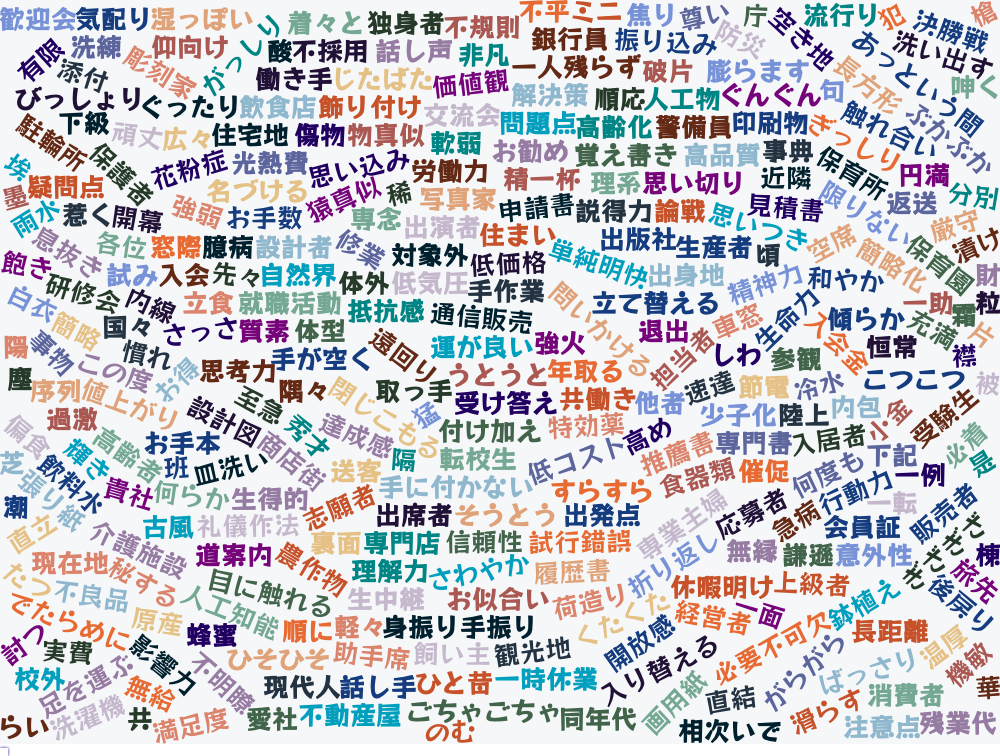 歓迎会 気配り 湿っぽい がっしり 着々と 独身者 不規則 不平 ミニ 焦り 尊い 庁 空き地 流行り 犯 決勝戦 槍
有限 洗練 仰向け 酸 不採用 話し声 非凡 銀行員 振り込み 防災 あっという間 洗い出す
添付 彫刻家 働き手 じたばた 価値観 一人残らず 破片 膨らます 長方形 呻く
びっしょり ぐったり 飲食店 飾り付け 交流会 解決策 順応 人工物 ぐんぐん 句 触れ合い ぷかぷか
駐輪所 下級 頑丈 広々 住宅地 傷物 物真似 軟弱 問題点 高齢化 警備員 印刷物 ぎっしり
埃 保護者 花粉症 光熱費 思い込み 労働力 お勧め 覚え書き 高品質 事典 保育所 円満
墨 疑問点 名づける 猿真似 稀 写真家 精一杯 理系 思い切り 近隣 限りない 返送 分別
雨水 惹く 開幕 強弱 お手数 専念 出演者 申請書 説得力 論戦 思いつき 見積書 厳守
息抜き 各位 窓際 臆病 設計者 修業 対象外 住まい 単純明快 出版社 生産者 頃 空席 簡略化 保育園 漬け
飽き 研修会 試み 入会 先々 自然界 体外 低気圧 低価格 手作業 出身地 精神力 和やか 財
白衣 簡略 内線 立食 就職活動 抵抗感 通信販売 問いかける 立て替える 生命力 傾らか 一助 霜 粒
国々 さっさ 質素 体型 遠回り 運が良い 強火 退出 担当者 車窓 入会金 恒常 充満 片
陽 事物 この度 慣れ お得 思考力 手が空く うとうと 年取る しわ 参観 襟
塵 序列 値上がり 至急 隅々 閉じこもる 取っ手 受け答え 共働き 他者 速達 節電 冷水 こつこつ 被
偏食 過激 設計図 秀才 達成感 猛 付け加え 特効薬 高め 少子化 陸上 内包 小金 受験生
芝 輝き 高齢者 お手本 班 皿洗い 商店街 送客 隔 転校生 低コスト 推薦書 専門書 入居者 下記 必着 是
潮 張り紙 飲料水 貴社 何らか 生得的 志願者 手に付かない すらすら 食器類 催促 何度も 行動力 一例
直立 介護施設 古風 礼儀作法 出席者 そうとう 出発点 専業主婦 応募者 急病 会員証 一転 販売者
現在地 秘する 道案内 農作物 裏面 専門店 信頼性 試行錯誤 折り返し 無縁 謙遜 意外性 ぎざぎざ 棟
たつ 不良品 人工知能 目に触れる 理解力 さわやか 履歴書 休暇明け 上級者 旅先
でたらめに 原産 蜂蜜 順に 軽々 生中継 お似合い 荷造り くたくた 経営者 一面 鉢植え 後戻り
討つ 実費 影響力 不明瞭 ひそひそ 助手席 身振り手振り 飼い主 観光地 開放感 必要不可欠 長距離 温厚
校外 足を運ぶ 無給 現代人 話し手 ひと昔 一時休業 入り替える がらがら ばっさり 機敏 華
らい 洗濯機 共 満足度 愛社 不動産屋 ごちゃごちゃ のむ 同年代 画用紙 直結 相次いで 滑らす 消費者 注意点 残業代